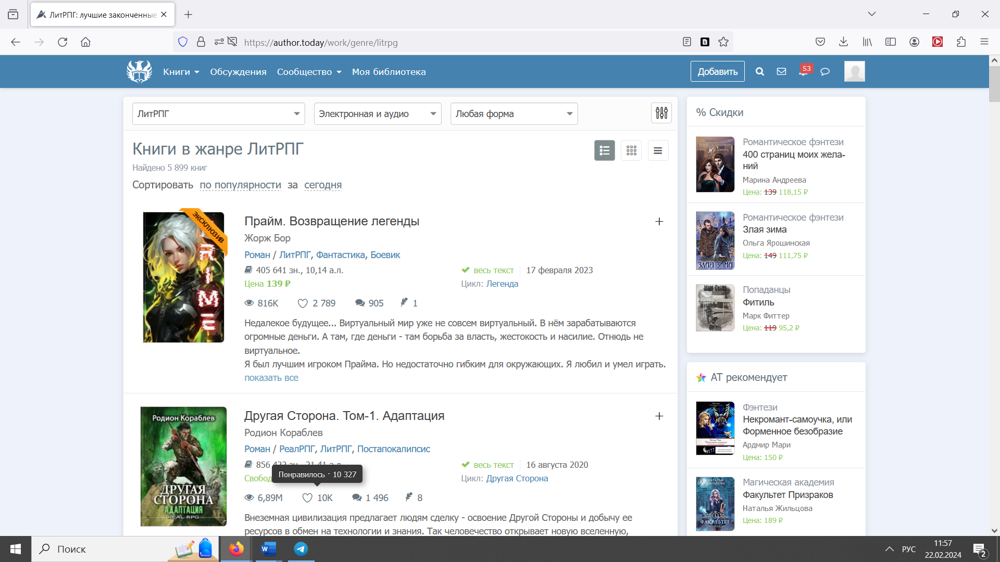 ЛитРПГ: лучшие законченные
https://author.today/work/genre/litrpg
Книги
Обсуждения
Сообщество
Моя библиотека
Добавить
53
ЛитРПГ
Электронная и аудио
Любая форма
Книги в жанре ЛитРПГ
Найдено 5 899 книг
Сортировать по популярности за сегодня
ЭКСКЛЮЗИВ
Прайм. Возвращение легенды
Жорж Бор
Роман / ЛитРПГ, Фантастика, Боевик
405 641 зн., 10,14 а.л.
весь текст
17 февраля 2023
Цена 139 ₽
Цикл: Легенда
816K
2 789
905
1
Недалекое будущее... Виртуальный мир уже не совсем виртуальный. В нём зарабатываются
огромные деньги. А там, где деньги - там борьба за власть, жестокость и насилие. Отнюдь не
виртуальное.
Я был лучшим игроком Прайма. Но недостаточно гибким для окружающих. Я любил и умел играть.
показать все
Родион Кораблев
ДРУГАЯ
СТОРОНА
АДАПТАЦИЯ
REAL RPG
Другая Сторона. Том-1. Адаптация
Родион Кораблев
Роман / РеалРПГ, ЛитРПГ, Постапокалипсис
856 422 зн., 21,41 а.л.
весь текст
16 августа 2020
Свобод
Понравилось · 10 327
Цикл: Другая Сторона
6,89M
10K
1 496
8
Внеземная цивилизация предлагает людям сделку - освоение Другой Стороны и добычу ее
ресурсов в обмен на технологии и знания. Так человечество открывает новую вселенную,
% Скидки
Романтическое фэнтези
400 страниц моих жела-
ний
Марина Андреева
Цена: 139 118,15 ₽
Романтическое фэнтези
Злая зима
Ольга Ярошинская
Цена: 149 111,75 ₽
ЗЛАЯ ЗИМА
Марк Фиттер
Фитиль
Попаданцы
Фитиль
Марк Фиттер
Цена: 119 95,2 ₽
АТ рекомендует
Фэнтези
Некромант-самоучка, или
Форменное безобразие
Ардмир Мари
Цена: 150 ₽
ФАКУЛЬТЕТ
ПРИЗРАКОВ
Магическая академия
Факультет Призраков
Наталья Жильцова
Цена: 189 ₽
Поиск
РУС
11:57
22.02.2024
2